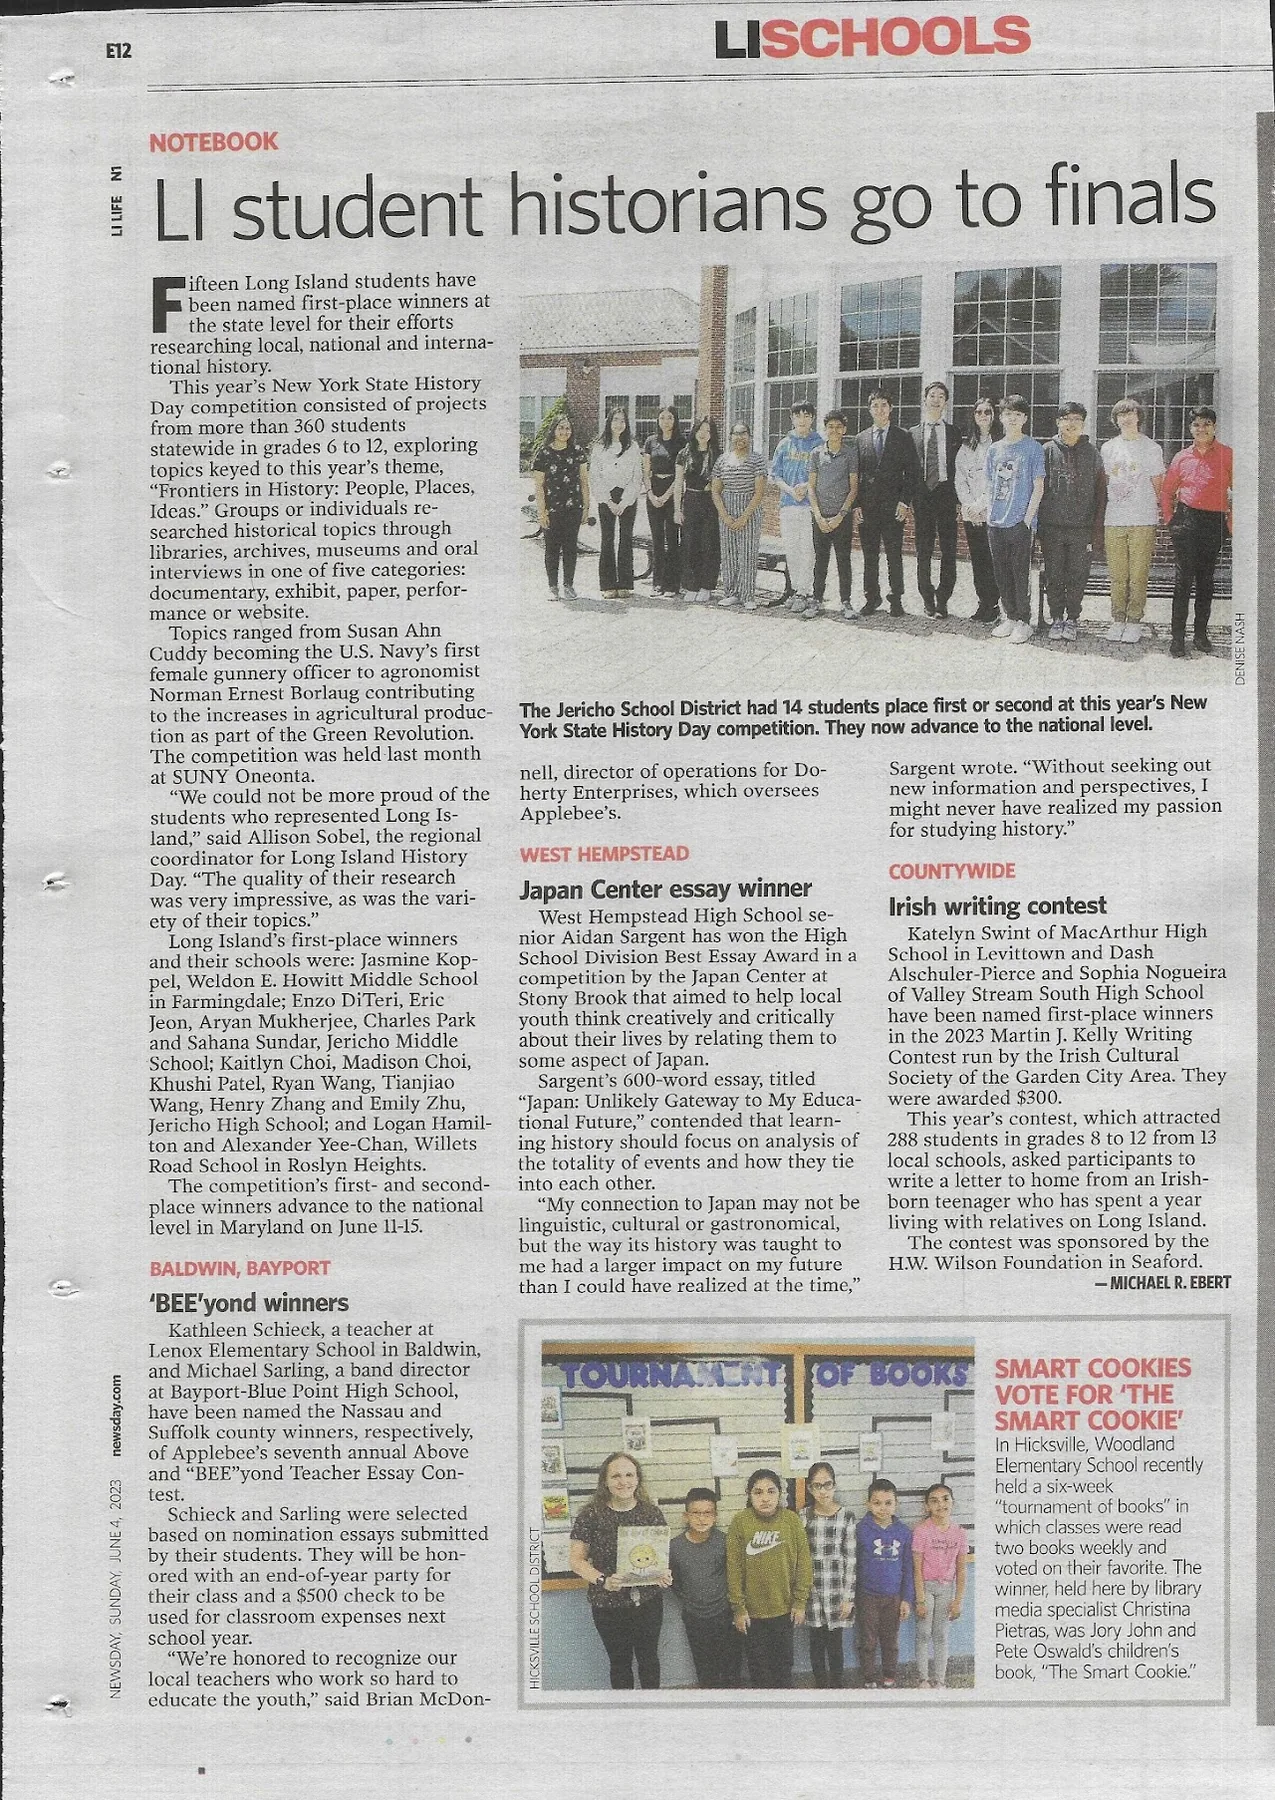 E12
LISCHOOLS
LI LIFE N1
NOTEBOOK
LI student historians go to finals
Fifteen Long Island students have
been named first-place winners at
the state level for their efforts
researching local, national and interna-
tional history.
This year's New York State History
Day competition consisted of projects
from more than 360 students
statewide in grades 6 to 12, exploring
topics keyed to this year's theme,
“Frontiers in History: People, Places,
Ideas.” Groups or individuals re-
searched historical topics through
libraries, archives, museums and oral
interviews in one of five categories:
documentary, exhibit, paper, perfor-
mance or website.
Topics ranged from Susan Ahn
Cuddy becoming the U.S. Navy's first
female gunnery officer to agronomist
Norman Ernest Borlaug contributing
to the increases in agricultural produc-
tion as part of the Green Revolution.
The competition was held last month
at SUNY Oneonta.
“We could not be more proud of the
students who represented Long Is-
land,” said Allison Sobel, the regional
coordinator for Long Island History
Day. “The quality of their research
was very impressive, as was the vari-
ety of their topics.”
Long Island's first-place winners
and their schools were: Jasmine Kop-
pel, Weldon E. Howitt Middle School
in Farmingdale; Enzo DiTeri, Eric
Jeon, Aryan Mukherjee, Charles Park
and Sahana Sundar, Jericho Middle
School; Kaitlyn Choi, Madison Choi,
Khushi Patel, Ryan Wang, Tianjiao
Wang, Henry Zhang and Emily Zhu,
Jericho High School; and Logan Hamil-
ton and Alexander Yee-Chan, Willets
Road School in Roslyn Heights.
The competition's first- and second-
place winners advance to the national
level in Maryland on June 11-15.
BALDWIN, BAYPORT
‘BEE’yond winners
Kathleen Schieck, a teacher at
Lenox Elementary School in Baldwin,
and Michael Sarling, a band director
at Bayport-Blue Point High School,
have been named the Nassau and
Suffolk county winners, respectively,
of Applebee's seventh annual Above
and “BEE”yond Teacher Essay Con-
test.
Schieck and Sarling were selected
based on nomination essays submitted
by their students. They will be hon-
ored with an end-of-year party for
their class and a $500 check to be
used for classroom expenses next
school year.
“We're honored to recognize our
local teachers who work so hard to
educate the youth,” said Brian McDon-
DENISE NASH
The Jericho School District had 14 students place first or second at this year's New
York State History Day competition. They now advance to the national level.
nell, director of operations for Do-
herty Enterprises, which oversees
Applebee's.
WEST HEMPSTEAD
Japan Center essay winner
West Hempstead High School se-
nior Aidan Sargent has won the High
School Division Best Essay Award in a
competition by the Japan Center at
Stony Brook that aimed to help local
youth think creatively and critically
about their lives by relating them to
some aspect of Japan.
Sargent's 600-word essay, titled
“Japan: Unlikely Gateway to My Educa-
tional Future,” contended that learn-
ing history should focus on analysis of
the totality of events and how they tie
into each other.
“My connection to Japan may not be
linguistic, cultural or gastronomical,
but the way its history was taught to
me had a larger impact on my future
than I could have realized at the time,”
Sargent wrote. “Without seeking out
new information and perspectives, I
might never have realized my passion
for studying history.”
COUNTYWIDE
Irish writing contest
Katelyn Swint of MacArthur High
School in Levittown and Dash
Alschuler-Pierce and Sophia Nogueira
of Valley Stream South High School
have been named first-place winners
in the 2023 Martin J. Kelly Writing
Contest run by the Irish Cultural
Society of the Garden City Area. They
were awarded $300.
This year's contest, which attracted
288 students in grades 8 to 12 from 13
local schools, asked participants to
write a letter to home from an Irish-
born teenager who has spent a year
living with relatives on Long Island.
The contest was sponsored by the
H.W. Wilson Foundation in Seaford.
— MICHAEL R. EBERT
TOURNAMENT OF BOOKS
NIKE
HICKSVILLE SCHOOL DISTRICT
SMART COOKIES
VOTE FOR ‘THE
SMART COOKIE’
In Hicksville, Woodland
Elementary School recently
held a six-week
“tournament of books” in
which classes were read
two books weekly and
voted on their favorite. The
winner, held here by library
media specialist Christina
Pietras, was Jory John and
Pete Oswald's children's
book, “The Smart Cookie.”
NEWSDAY, SUNDAY, JUNE 4, 2023 newsday.com